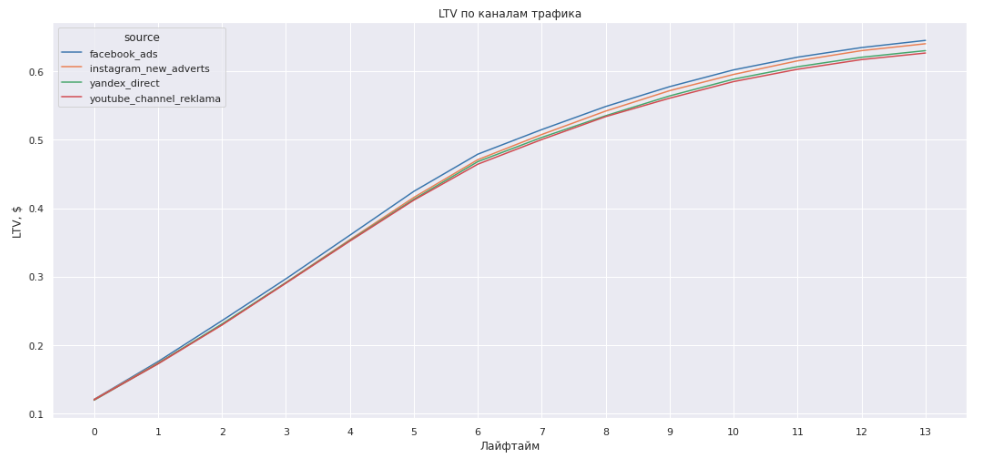 LTV по каналам трафика
source
facebook_ads
instagram_new_adverts
yandex_direct
youtube_channel_reklama
LTV, $
0.6
0.5
0.4
0.3
0.2
0.1
0 1 2 3 4 5 6 7 8 9 10 11 12 13
Лайфтайм